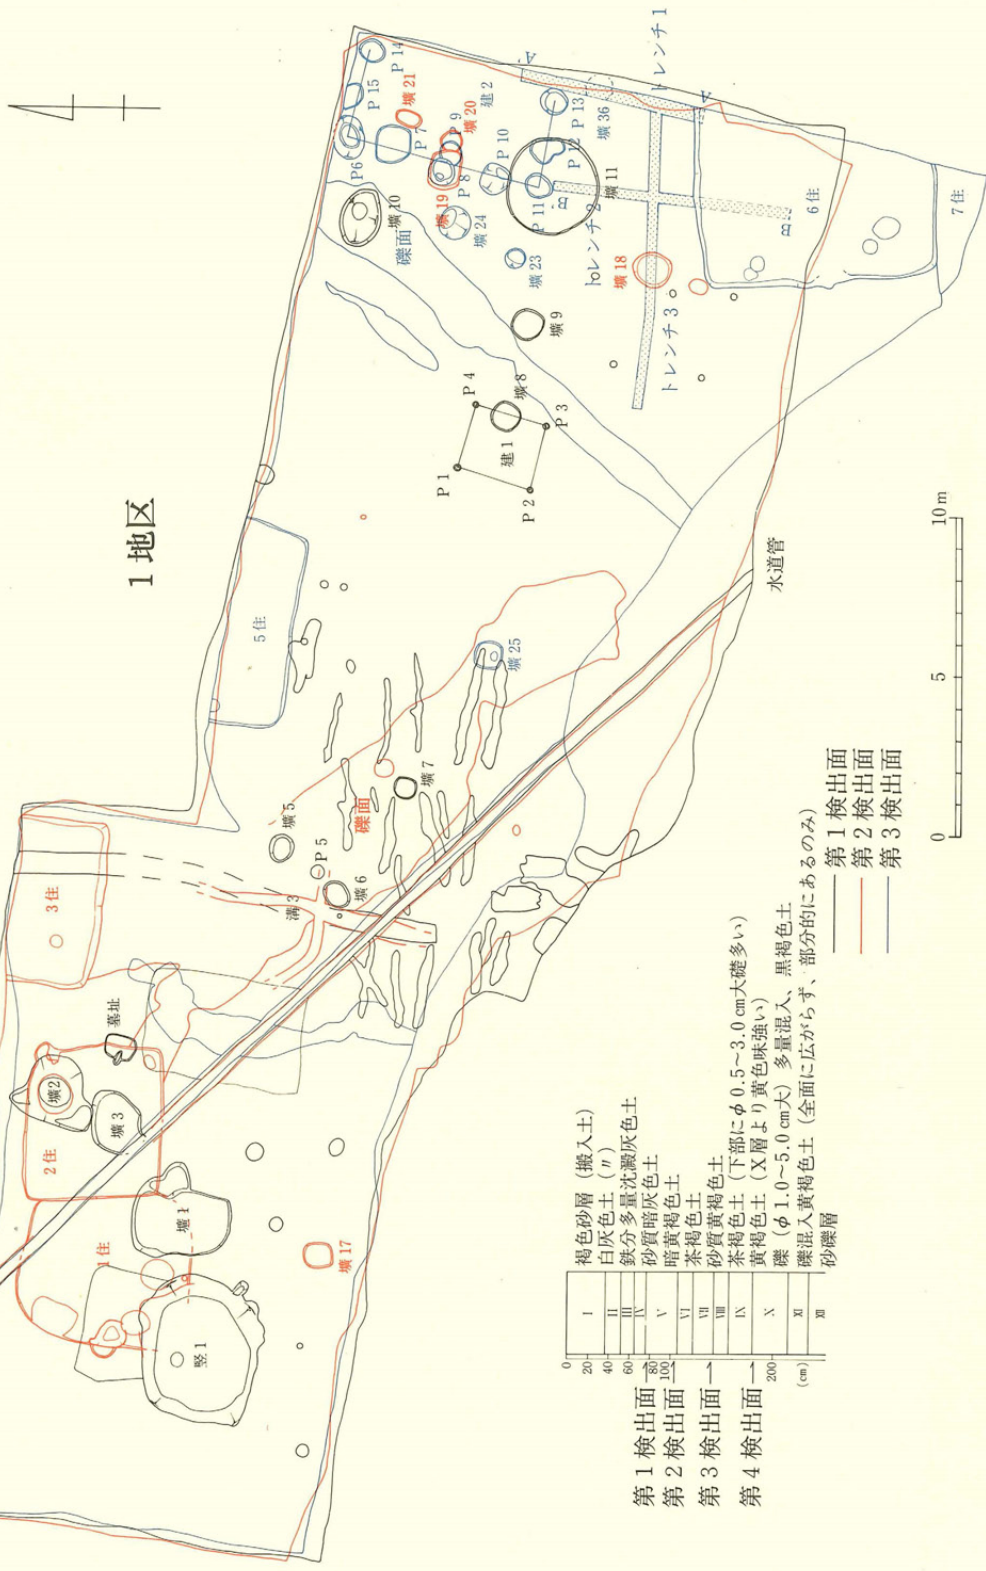 1地区
2住
1住
3住
5住
6住
7住
墓址
壙2
壙3
壙1
竪1
壙17
溝3
壙5
P5
壙6
礫面
壙7
壙25
建1
P1
P2
P3
P4
壙8
壙9
礫面
壙10
P6
P15
P14
P7
壙21
壙19
P8
P9
壙20
建2
P10
壙24
壙23
P11
P12
P13
壙11
壙36
トレンチ1
トレンチ2
トレンチ3
壙18
A
A
B
B
水道管
0
5
10m
第1検出面
第2検出面
第3検出面
0
20
40
60
80
100
200
(cm)
第1検出面→
第2検出面→
第3検出面→
第4検出面→
I 褐色砂層(搬入土)
II 白灰色土(〃)
III 鉄分多量沈澱灰色土
IV 砂質暗灰色土
V 暗黄褐色土
VI 茶褐色土
VII 砂質黄褐色土
VIII 茶褐色土(下部にφ0.5~3.0cm大礫多い)
IX 黄褐色土(X層より黄色味強い)
X 礫(φ1.0~5.0cm大)多量混入、黒褐色土
XI 礫混入黄褐色土(全面に広がらず、部分的にあるのみ)
XII 砂礫層